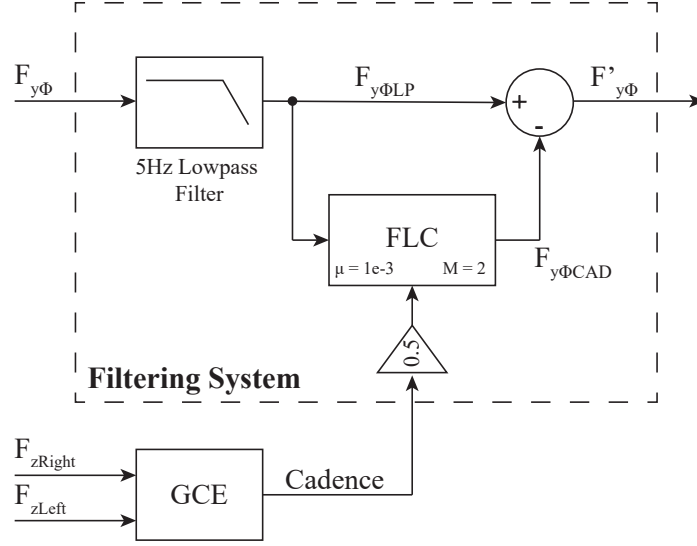 F_yΦ
F_yΦLP
F’_yΦ
+
-
5Hz Lowpass
Filter
FLC
μ = 1e-3 M = 2
F_yΦCAD
0.5
Filtering System
F_zRight
F_zLeft
GCE
Cadence